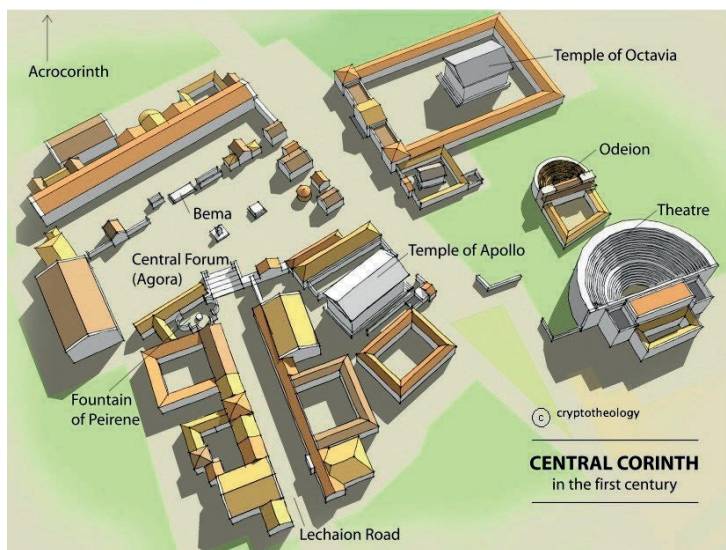 Acrocorinth
Temple of Octavia
Odeion
Theatre
Bema
Central Forum
(Agora)
Temple of Apollo
Fountain
of Peirene
Lechaion Road
c cryptotheology
CENTRAL CORINTH
in the first century